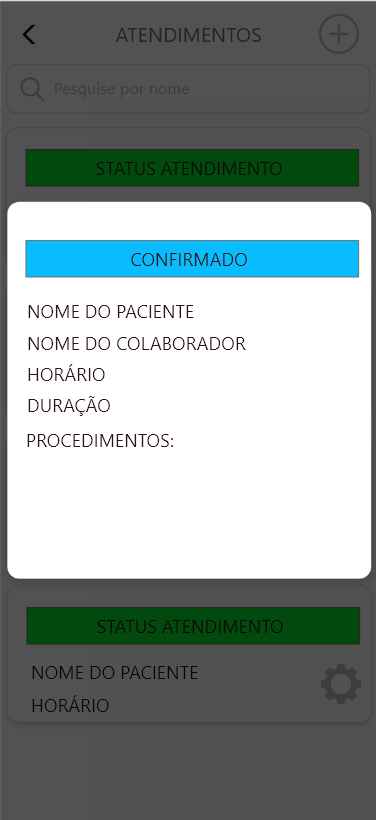 ATENDIMENTOS
Pesquise por nome
STATUS ATENDIMENTO
CONFIRMADO
NOME DO PACIENTE
NOME DO COLABORADOR
HORÁRIO
DURAÇÃO
PROCEDIMENTOS:
STATUS ATENDIMENTO
NOME DO PACIENTE
HORÁRIO